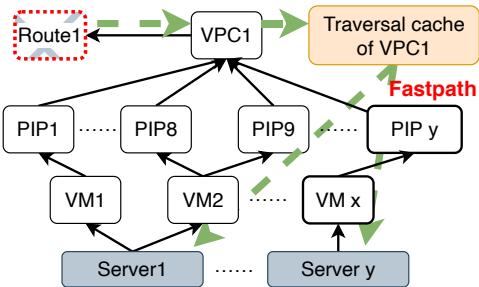 Route1
VPC1
Traversal cache
of VPC1
Fastpath
PIP1 ...... PIP8 PIP9 ...... PIP y
VM1 VM2 ...... VM x
Server1 ...... Server y